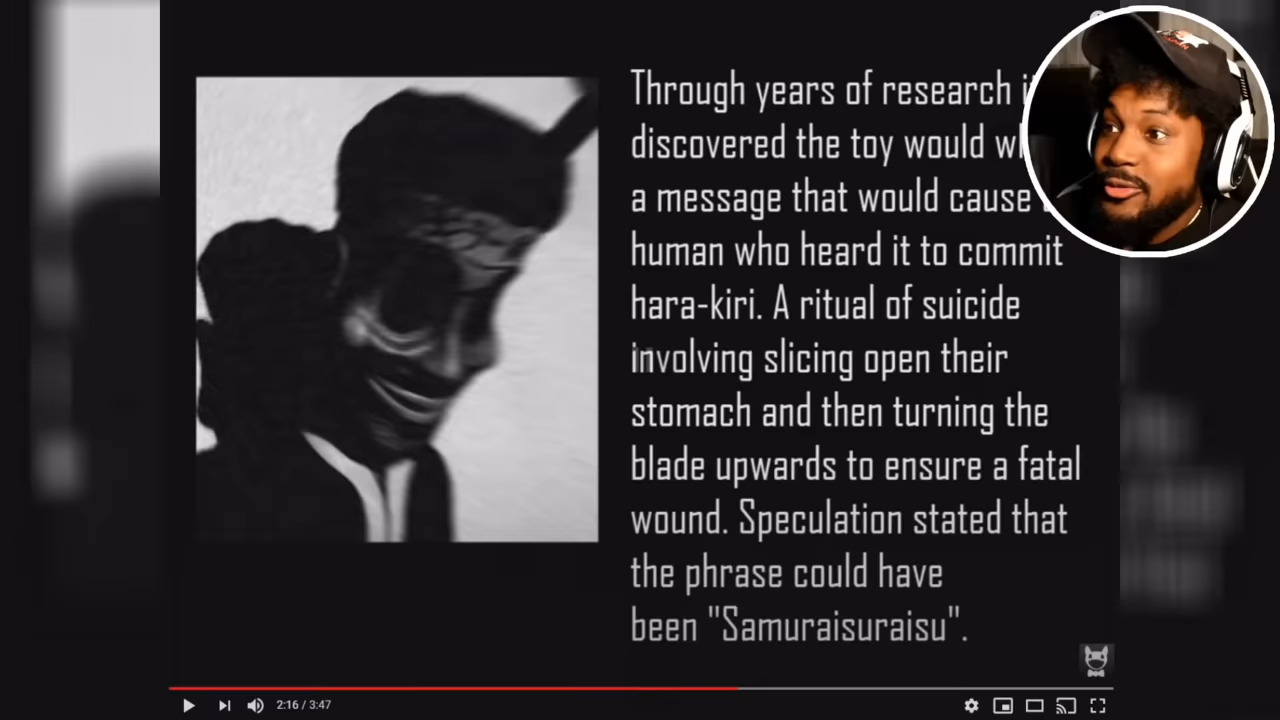 Through years of research
discovered the toy would
a message that would cause
human who heard it to commit
hara-kiri. A ritual of suicide
involving slicing open their
stomach and then turning the
blade upwards to ensure a fatal
wound. Speculation stated that
the phrase could have
been "Samuraisuraisu".
2:16 / 3:47